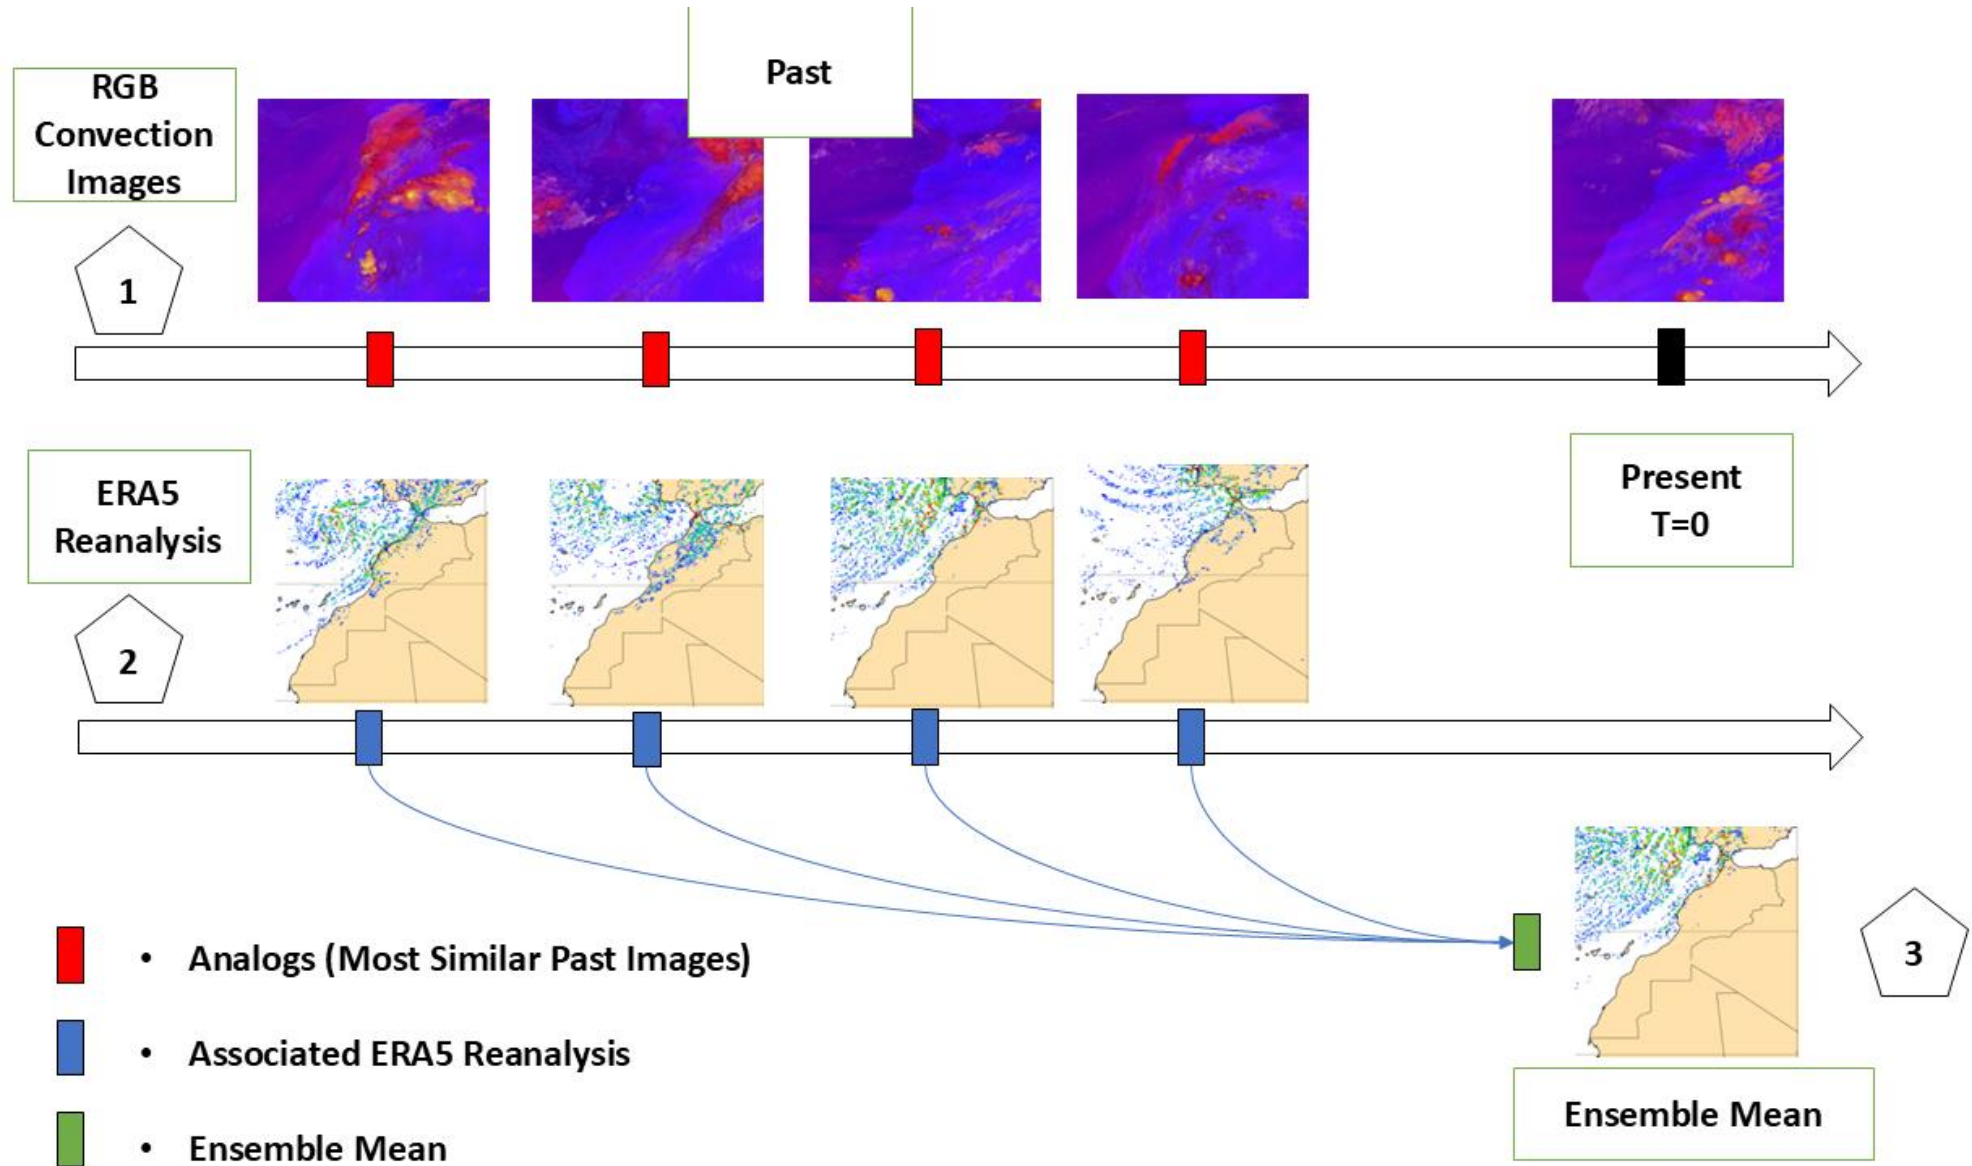 Past
RGB
Convection
Images
1
ERA5
Reanalysis
Present
T=0
2
3
• Analogs (Most Similar Past Images)
• Associated ERA5 Reanalysis
• Ensemble Mean
Ensemble Mean